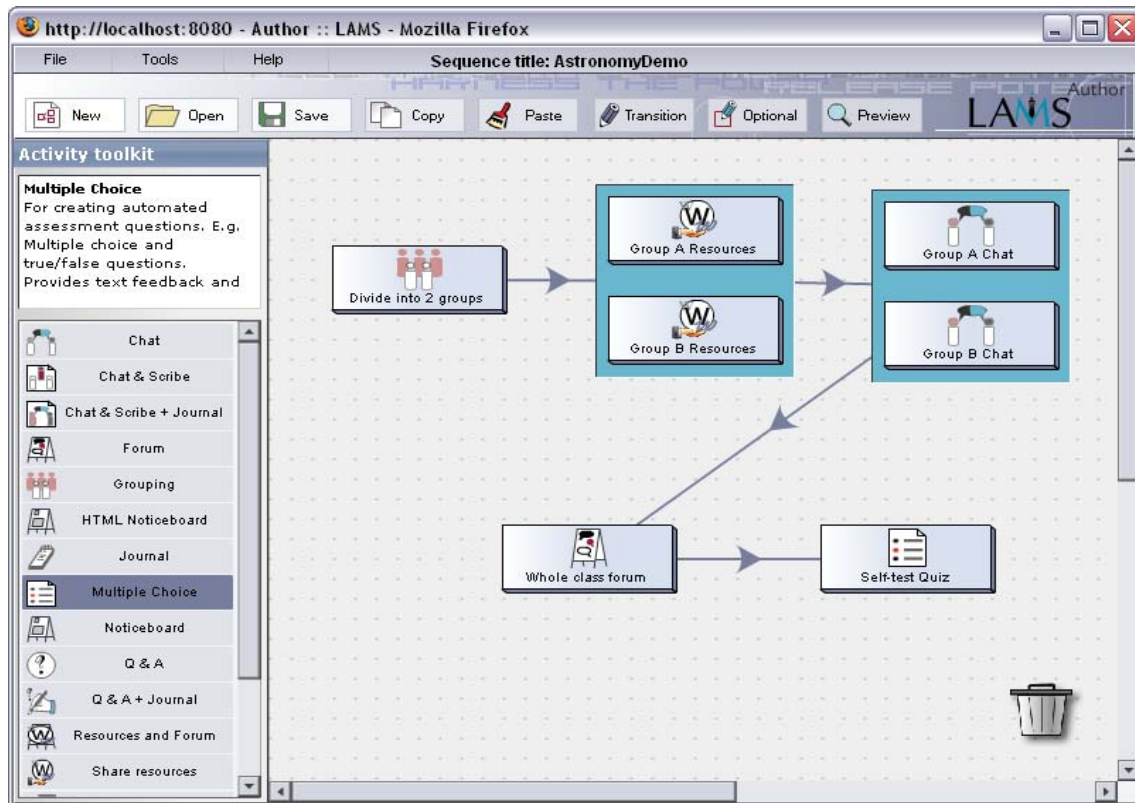 http://localhost:8080 - Author :: LAMS - Mozilla Firefox
File Tools Help Sequence title: AstronomyDemo
New Open Save Copy Paste Transition Optional Preview LAMS Author
Activity toolkit
Multiple Choice
For creating automated
assessment questions. E.g.
Multiple choice and
true/false questions.
Provides text feedback and
Chat
Chat & Scribe
Chat & Scribe + Journal
Forum
Grouping
HTML Noticeboard
Journal
Multiple Choice
Noticeboard
Q & A
Q & A + Journal
Resources and Forum
Share resources
Divide into 2 groups
Group A Resources
Group B Resources
Group A Chat
Group B Chat
Whole class forum
Self-test Quiz